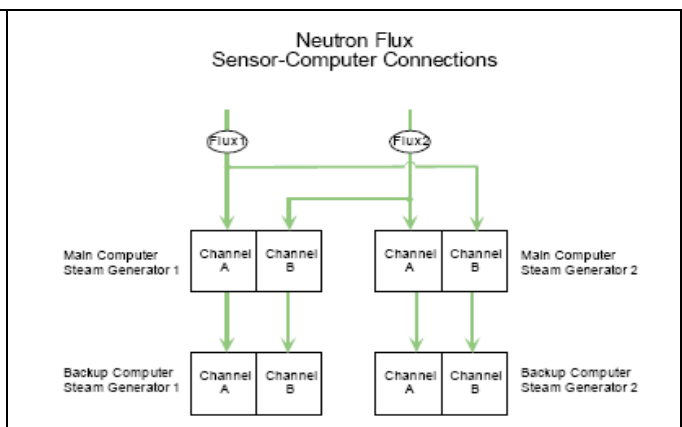 Neutron Flux
Sensor-Computer Connections
Flux1
Flux2
Main Computer
Steam Generator 1
Channel
A
Channel
B
Channel
A
Channel
B
Main Computer
Steam Generator 2
Backup Computer
Steam Generator 1
Channel
A
Channel
B
Channel
A
Channel
B
Backup Computer
Steam Generator 2